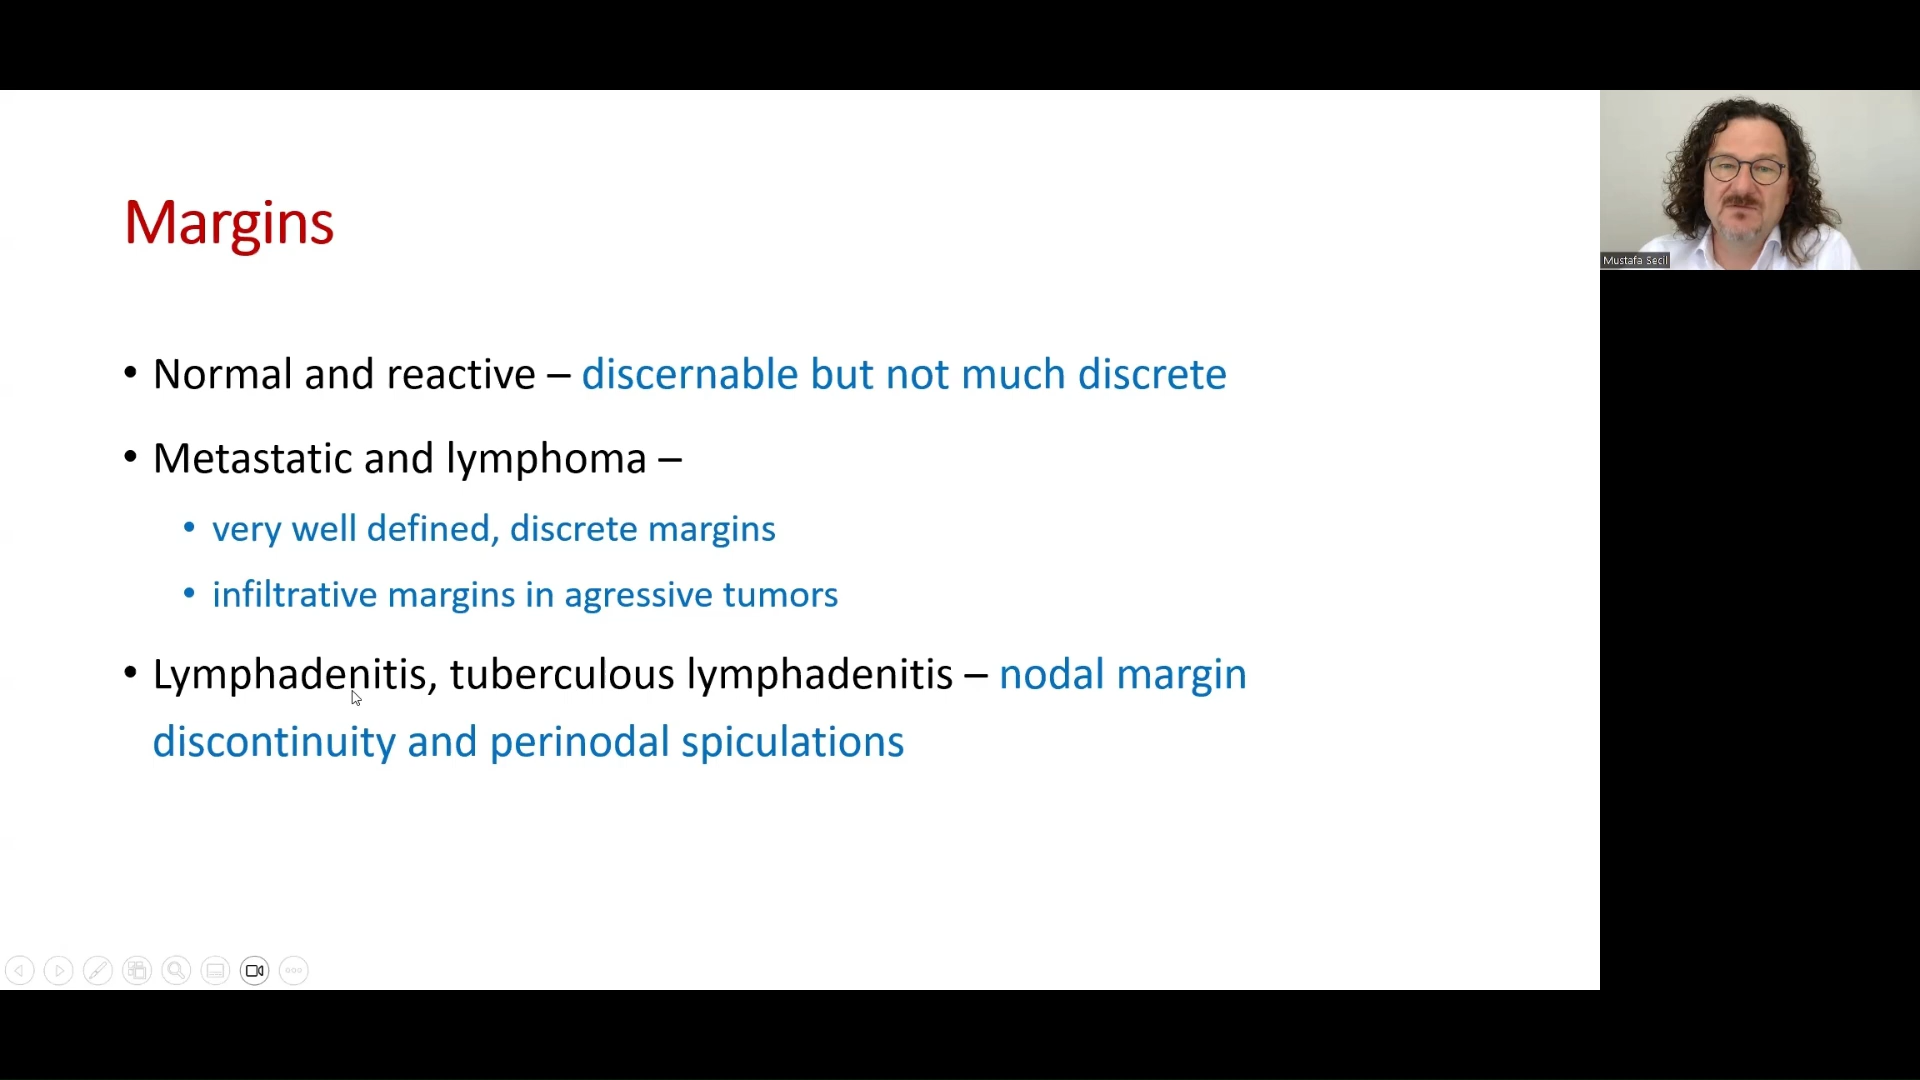 Margins
• Normal and reactive – discernable but not much discrete
• Metastatic and lymphoma –
• very well defined, discrete margins
• infiltrative margins in agressive tumors
• Lymphadenitis, tuberculous lymphadenitis – nodal margin
discontinuity and perinodal spiculations
Mustafa Secil